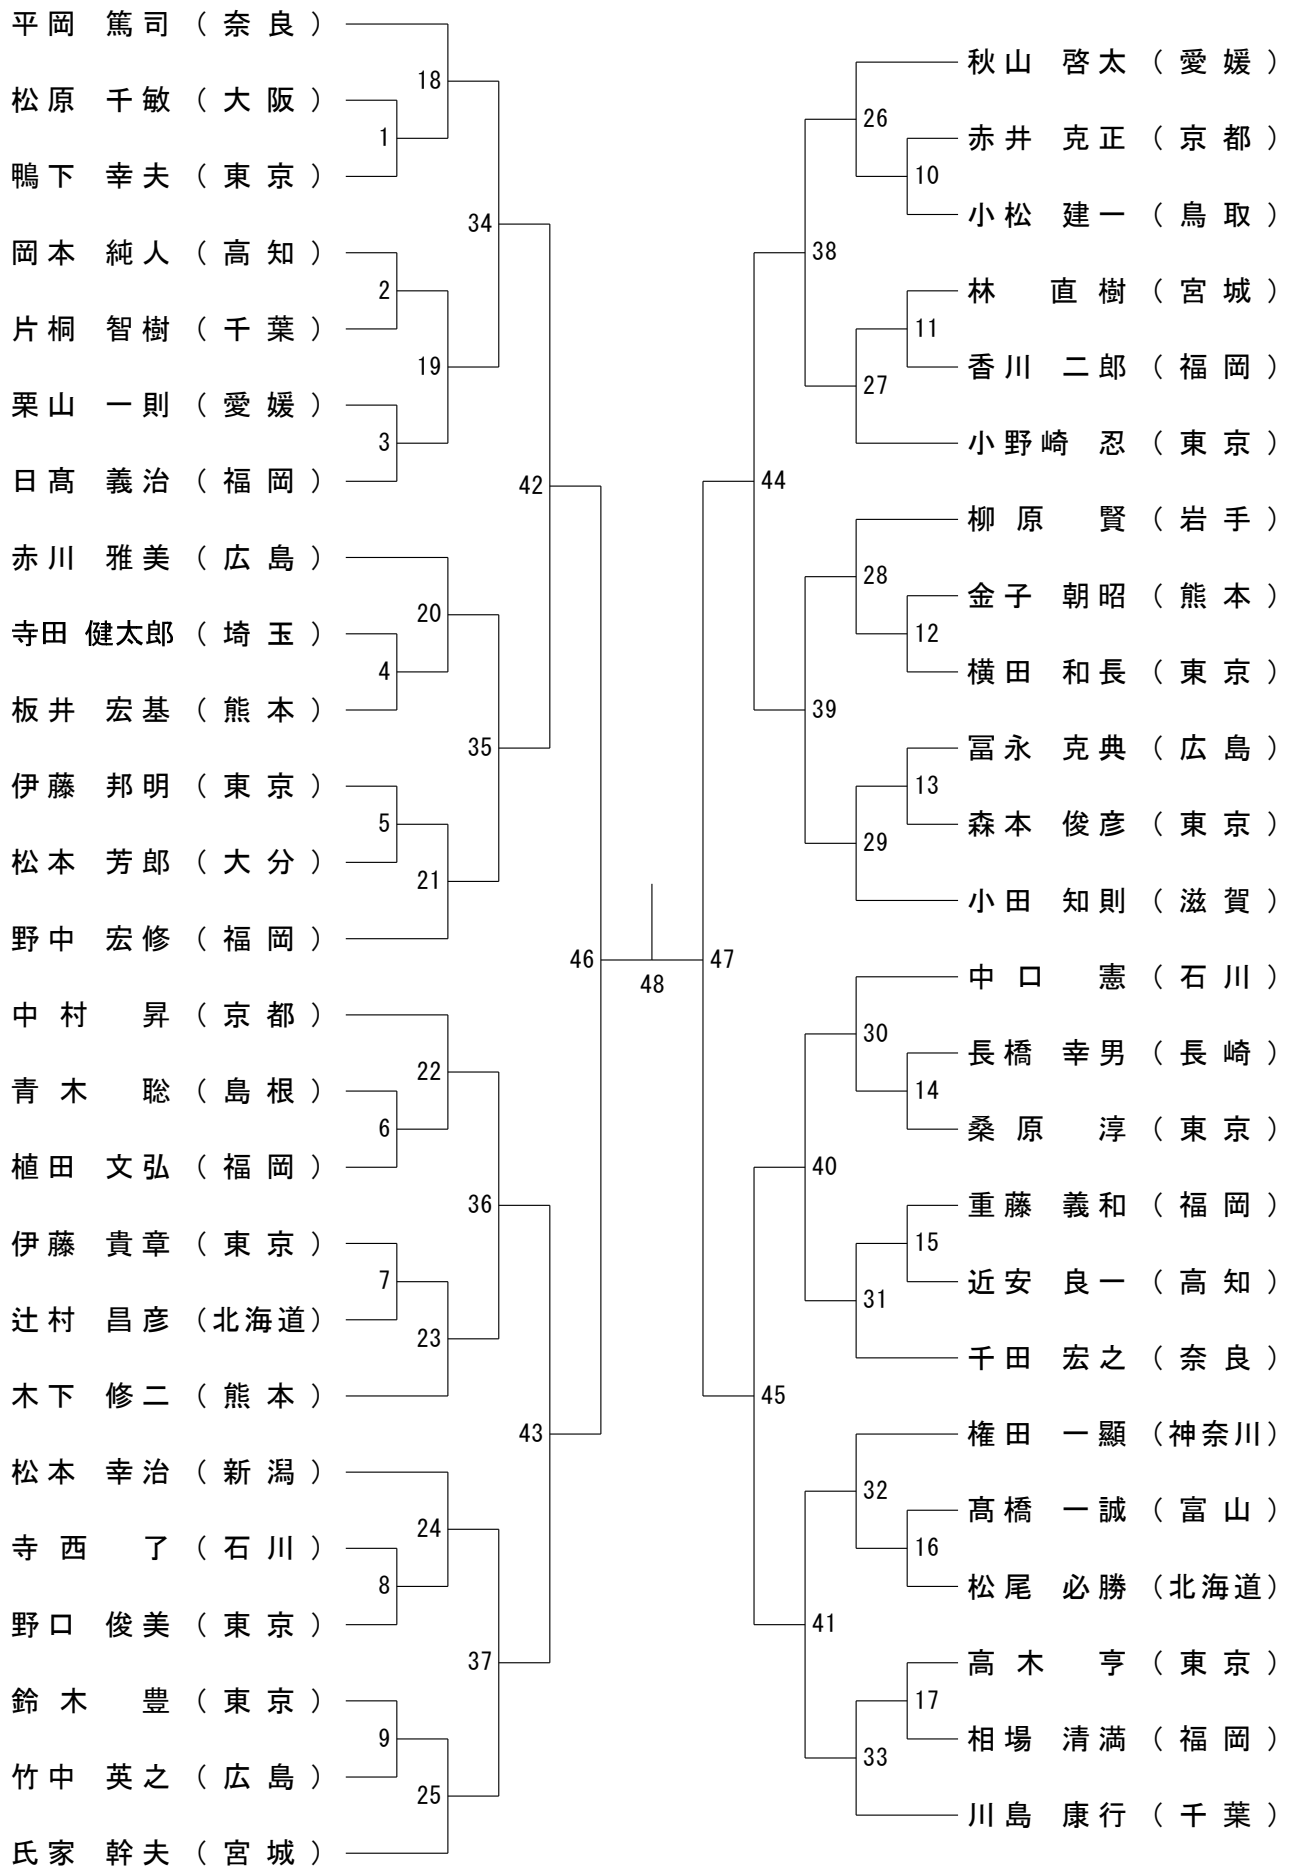 平岡 篤司 (奈良)
松原 千敏 (大阪)
鴨下 幸夫 (東京)
岡本 純人 (高知)
片桐 智樹 (千葉)
栗山 一則 (愛媛)
日髙 義治 (福岡)
赤川 雅美 (広島)
寺田 健太郎 (埼玉)
板井 宏基 (熊本)
伊藤 邦明 (東京)
松本 芳郎 (大分)
野中 宏修 (福岡)
中村 昇 (京都)
青木 聡 (島根)
植田 文弘 (福岡)
伊藤 貴章 (東京)
辻村 昌彦 (北海道)
木下 修二 (熊本)
松本 幸治 (新潟)
寺西 了 (石川)
野口 俊美 (東京)
鈴木 豊 (東京)
竹中 英之 (広島)
氏家 幹夫 (宮城)
1
2
3
4
5
6
7
8
9
18
19
20
21
22
23
24
25
34
35
36
37
42
43
46
48
47
44
45
38
39
40
41
26
27
28
29
30
31
32
33
10
11
12
13
14
15
16
17
秋山 啓太 (愛媛)
赤井 克正 (京都)
小松 建一 (鳥取)
林 直樹 (宮城)
香川 二郎 (福岡)
小野崎 忍 (東京)
柳原 賢 (岩手)
金子 朝昭 (熊本)
横田 和長 (東京)
冨永 克典 (広島)
森本 俊彦 (東京)
小田 知則 (滋賀)
中口 憲 (石川)
長橋 幸男 (長崎)
桑原 淳 (東京)
重藤 義和 (福岡)
近安 良一 (高知)
千田 宏之 (奈良)
権田 一顯 (神奈川)
髙橋 一誠 (富山)
松尾 必勝 (北海道)
高木 亨 (東京)
相場 清満 (福岡)
川島 康行 (千葉)